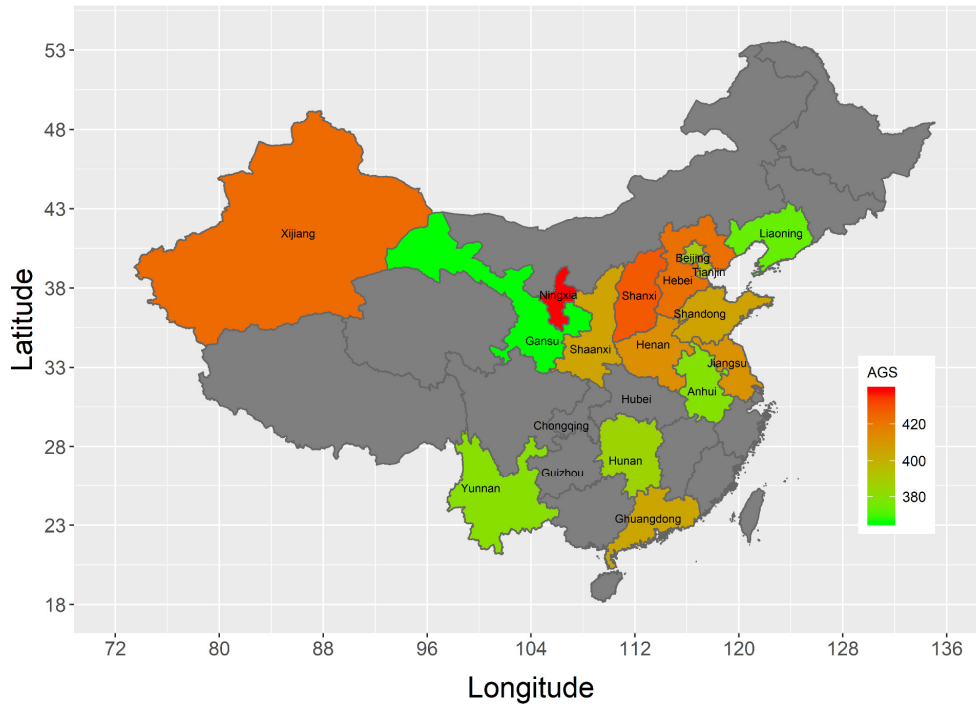 53
48
43
38
33
28
23
18
Latitude
Xijiang
Liaoning
Beijing
Tianjin
Hebei
Ningxia
Shanxi
Shandong
Gansu
Shaanxi
Henan
Jiangsu
Anhui
Hubei
Chongqing
Hunan
Guizhou
Yunnan
Ghuangdong
AGS
420
400
380
72 80 88 96 104 112 120 128 136
Longitude